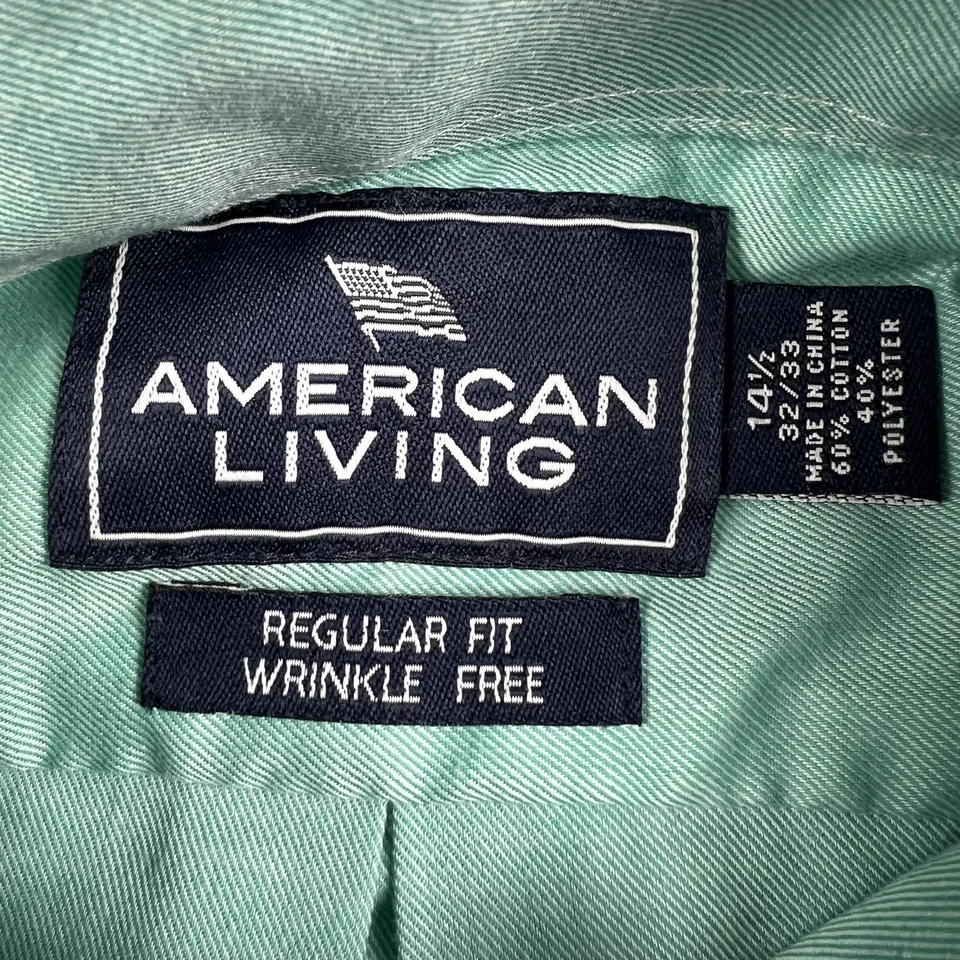 AMERICAN
LIVING
14½
32/33
MADE IN CHINA
60% COTTON
40%
POLYESTER
REGULAR FIT
WRINKLE FREE